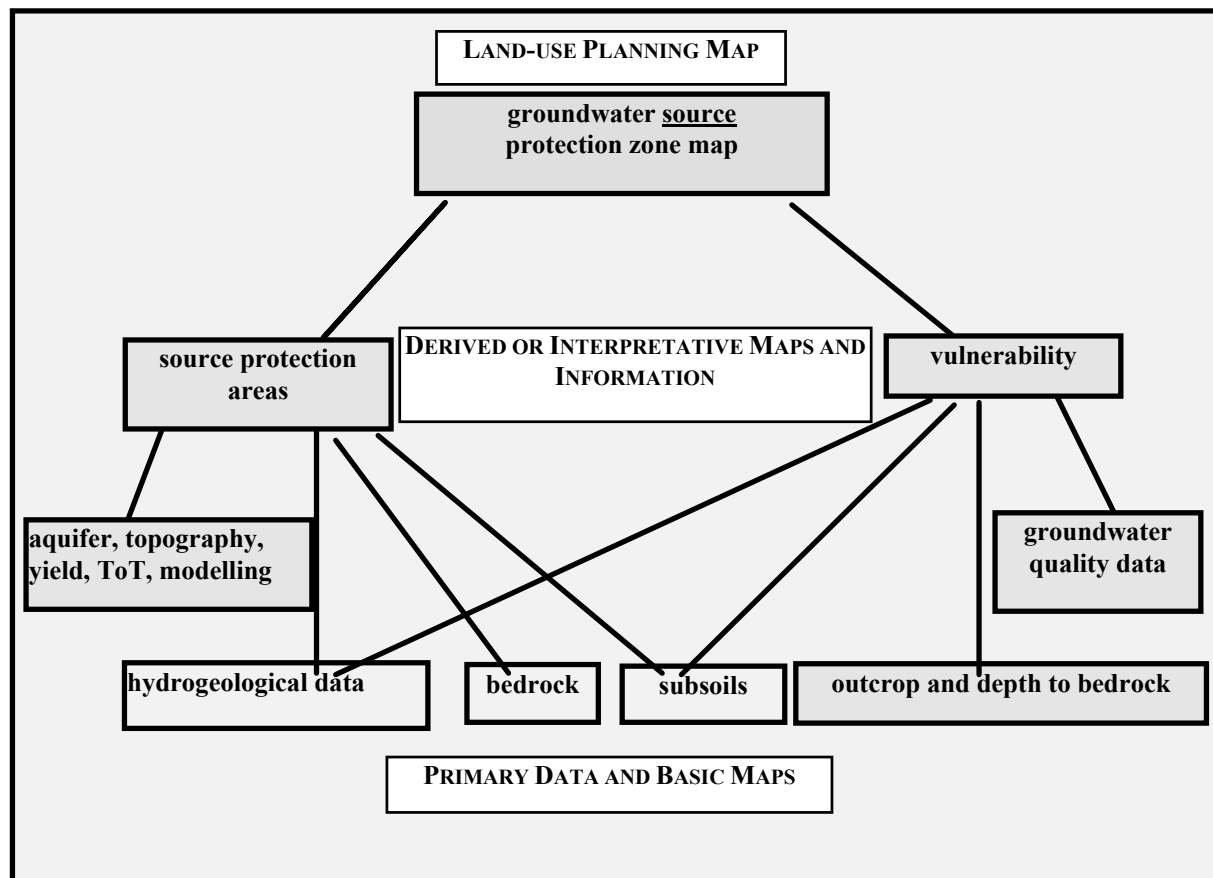 LAND-USE PLANNING MAP
groundwater source
protection zone map
source protection
areas
DERIVED OR INTERPRETATIVE MAPS AND
INFORMATION
vulnerability
aquifer, topography,
yield, ToT, modelling
groundwater
quality data
hydrogeological data
bedrock
subsoils
outcrop and depth to bedrock
PRIMARY DATA AND BASIC MAPS